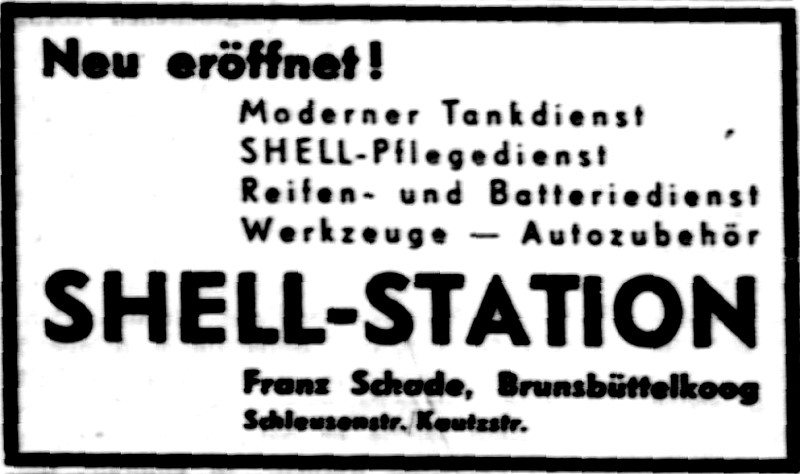 Neu eröffnet!
Moderner Tankdienst
SHELL-Pflegedienst
Reifen- und Batteriedienst
Werkzeuge — Autozubehör
SHELL-STATION
Franz Schade, Brunsbüttelkoog
Schleusenstr. Kautzstr.